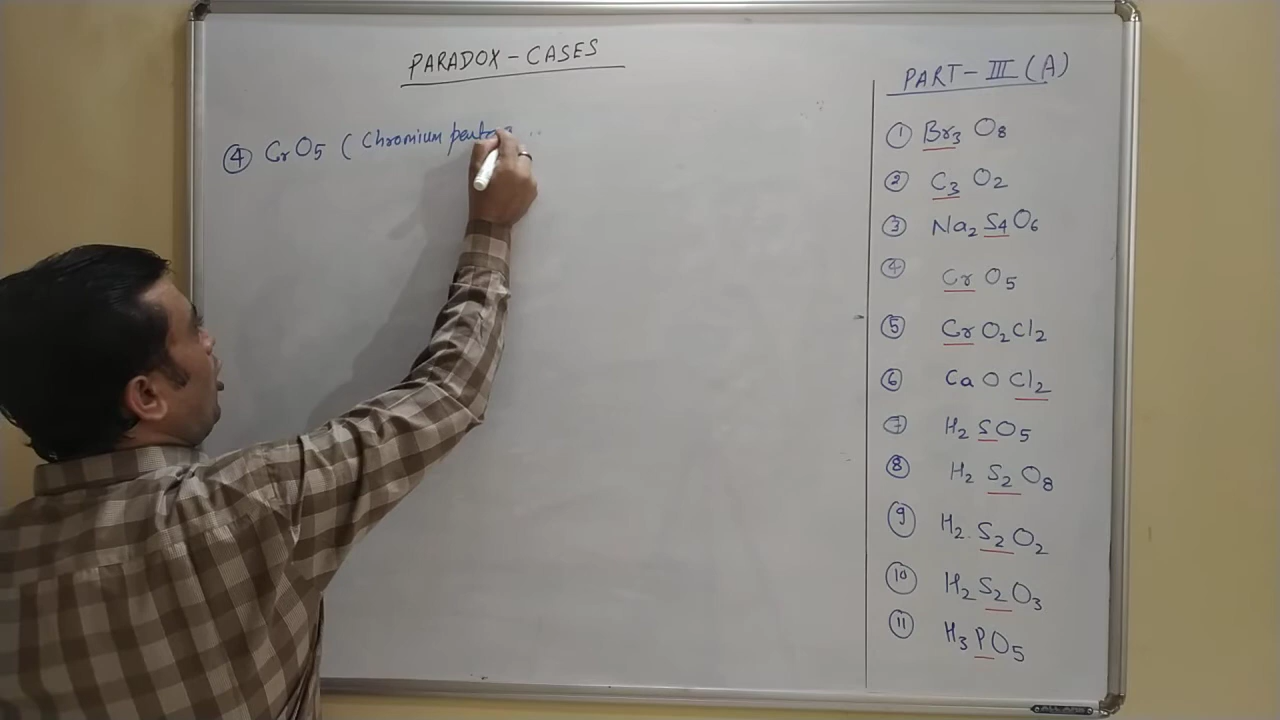 PARADOX - CASES
④ CrO5 ( Chromium
PART - III (A)
① Br3 O8
② C3 O2
③ Na2 S4 O6
④ Cr O5
⑤ Cr O2 Cl2
⑥ Ca O Cl2
⑦ H2 S O5
⑧ H2 S2 O8
⑨ H2 S2 O2
⑩ H2 S2 O3
⑪ H3 P O5